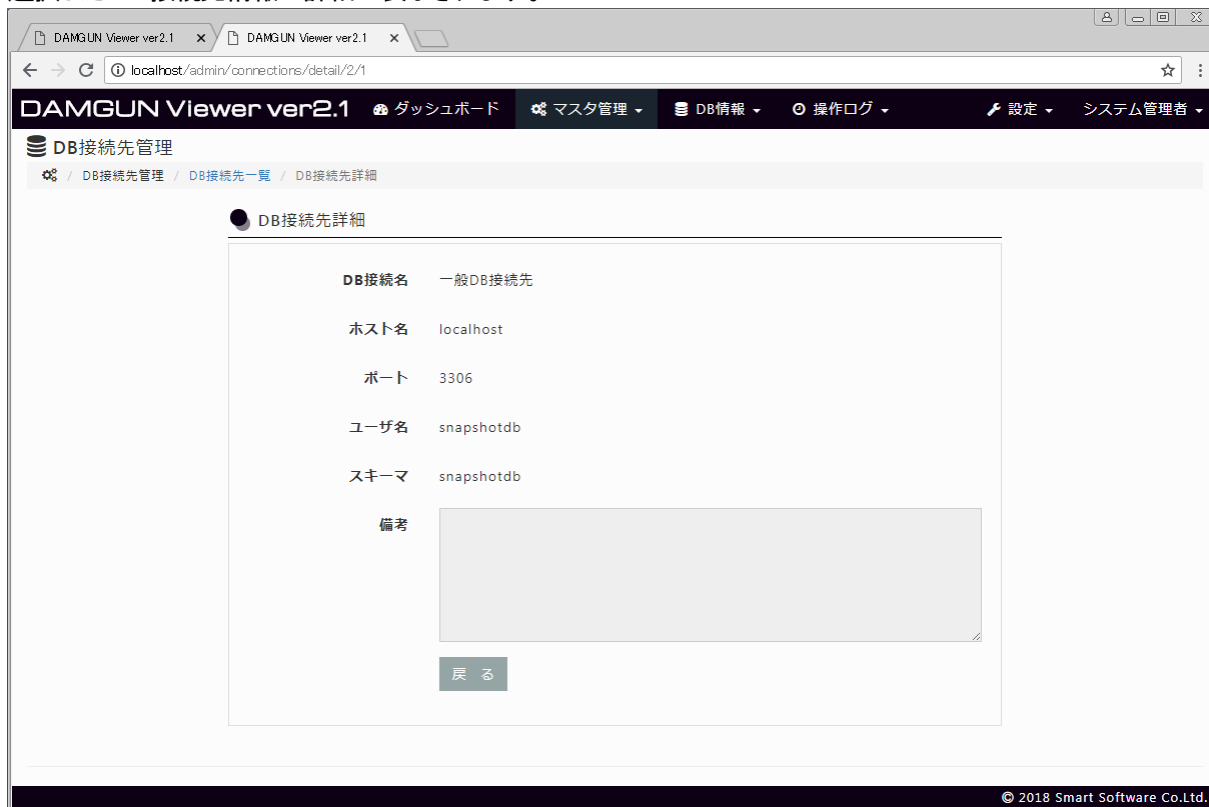 DAMGUN Viewer ver2.1 DAMGUN Viewer ver2.1
localhost/admin/connections/detail/2/1
DAMGUN Viewer ver2.1 ダッシュボード マスタ管理 DB情報 操作ログ 設定 システム管理者
DB接続先管理
/ DB接続先管理 / DB接続先一覧 / DB接続先詳細
DB接続先詳細
DB接続名 一般DB接続先
ホスト名 localhost
ポート 3306
ユーザ名 snapshotdb
スキーマ snapshotdb
備考
戻 る
© 2018 Smart Software Co.Ltd.